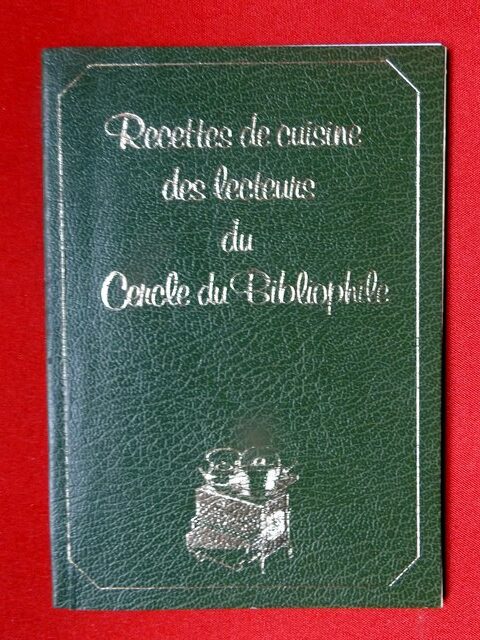 Recettes de cuisine
des lecteurs
du
Cercle du Bibliophile